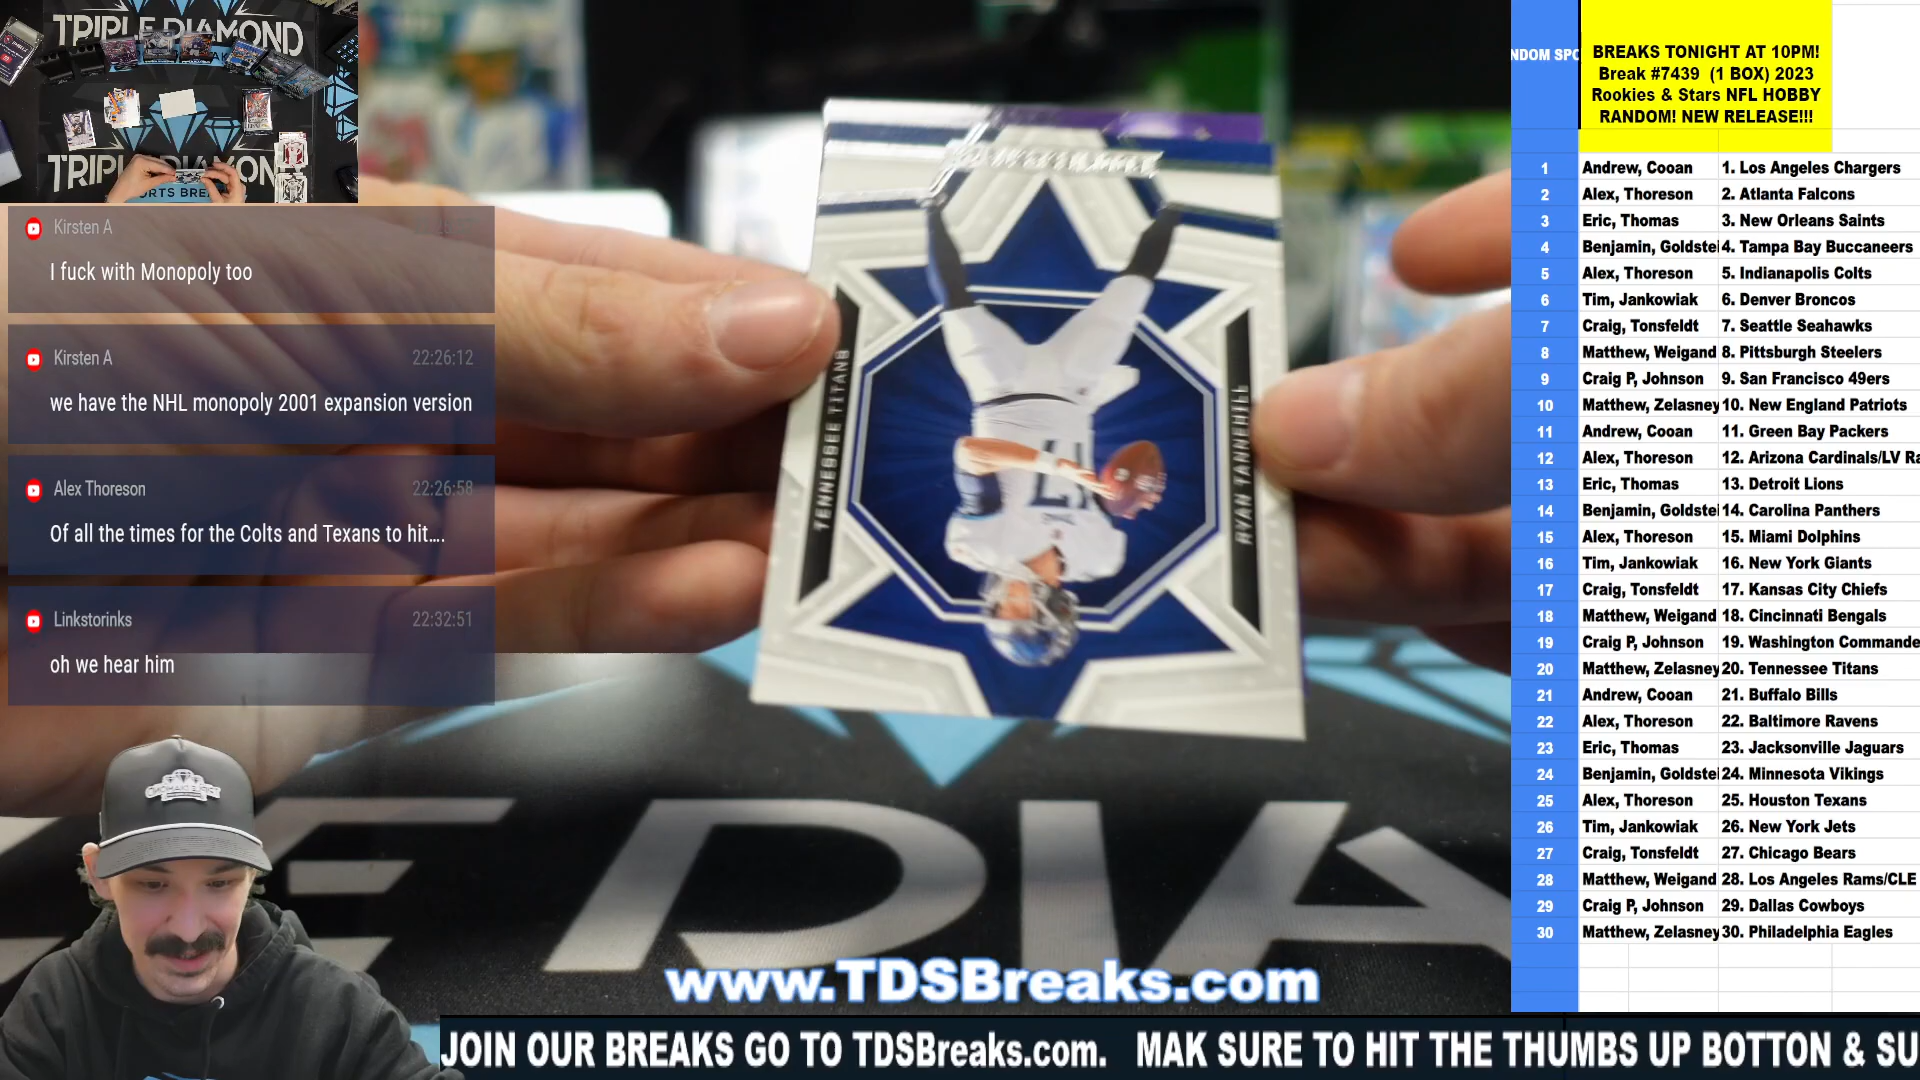 TRIPLE DIAMOND
TRIPLE DIAMOND
SPORTS BREAKS
Kirsten A
I fuck with Monopoly too
Kirsten A 22:26:12
we have the NHL monopoly 2001 expansion version
Alex Thoreson 22:26:58
Of all the times for the Colts and Texans to hit....
Linkstorinks 22:32:51
oh we hear him
TENNESSEE TITANS
RYAN TANNEHILL
17
E DIA
www.TDSBreaks.com
JOIN OUR BREAKS GO TO TDSBreaks.com. MAK SURE TO HIT THE THUMBS UP BOTTON & SU
NDOM SPO
BREAKS TONIGHT AT 10PM!
Break #7439 (1 BOX) 2023
Rookies & Stars NFL HOBBY
RANDOM! NEW RELEASE!!!
1 Andrew, Cooan 1. Los Angeles Chargers
2 Alex, Thoreson 2. Atlanta Falcons
3 Eric, Thomas 3. New Orleans Saints
4 Benjamin, Goldstei 4. Tampa Bay Buccaneers
5 Alex, Thoreson 5. Indianapolis Colts
6 Tim, Jankowiak 6. Denver Broncos
7 Craig, Tonsfeldt 7. Seattle Seahawks
8 Matthew, Weigand 8. Pittsburgh Steelers
9 Craig P, Johnson 9. San Francisco 49ers
10 Matthew, Zelasney 10. New England Patriots
11 Andrew, Cooan 11. Green Bay Packers
12 Alex, Thoreson 12. Arizona Cardinals/LV Ra
13 Eric, Thomas 13. Detroit Lions
14 Benjamin, Goldstei 14. Carolina Panthers
15 Alex, Thoreson 15. Miami Dolphins
16 Tim, Jankowiak 16. New York Giants
17 Craig, Tonsfeldt 17. Kansas City Chiefs
18 Matthew, Weigand 18. Cincinnati Bengals
19 Craig P, Johnson 19. Washington Commande
20 Matthew, Zelasney 20. Tennessee Titans
21 Andrew, Cooan 21. Buffalo Bills
22 Alex, Thoreson 22. Baltimore Ravens
23 Eric, Thomas 23. Jacksonville Jaguars
24 Benjamin, Goldstei 24. Minnesota Vikings
25 Alex, Thoreson 25. Houston Texans
26 Tim, Jankowiak 26. New York Jets
27 Craig, Tonsfeldt 27. Chicago Bears
28 Matthew, Weigand 28. Los Angeles Rams/CLE
29 Craig P, Johnson 29. Dallas Cowboys
30 Matthew, Zelasney 30. Philadelphia Eagles